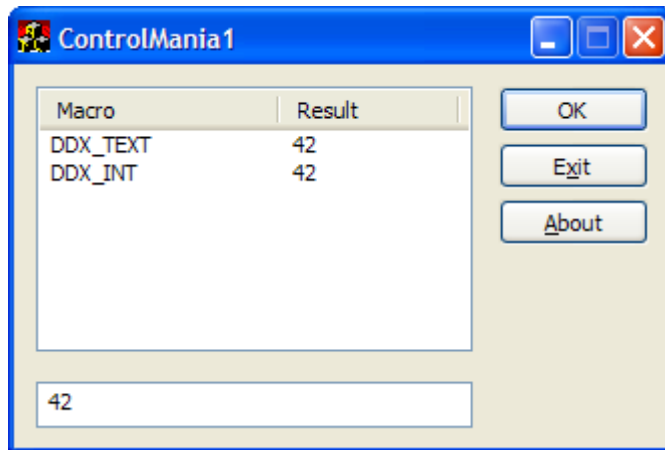 ControlMania1
Macro Result
DDX_TEXT 42
DDX_INT 42
42
OK
Exit
About